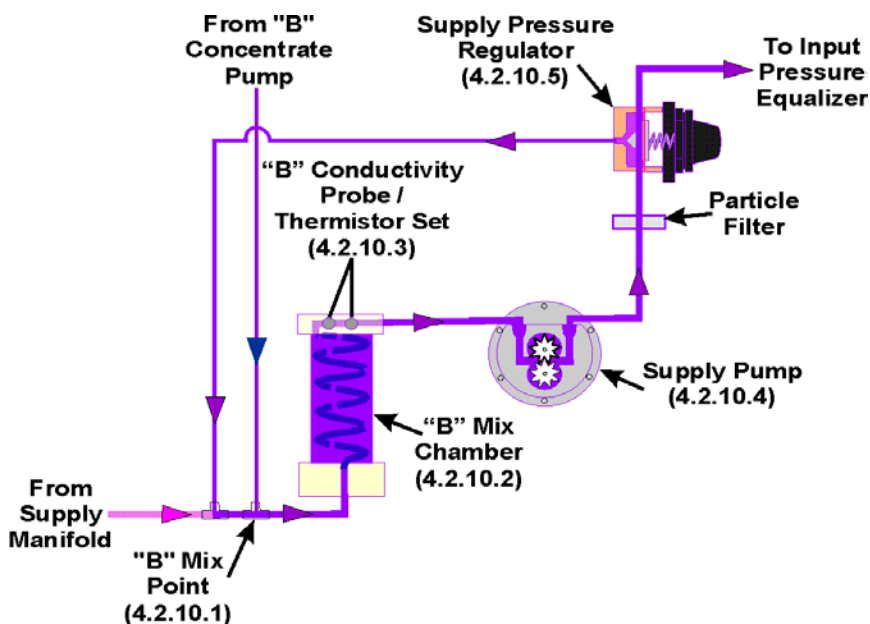 From "B"
Concentrate
Pump
Supply Pressure
Regulator
(4.2.10.5)
To Input
Pressure
Equalizer
“B” Conductivity
Probe /
Thermistor Set
(4.2.10.3)
Particle
Filter
Supply Pump
(4.2.10.4)
“B” Mix
Chamber
(4.2.10.2)
From
Supply
Manifold
"B" Mix
Point
(4.2.10.1)